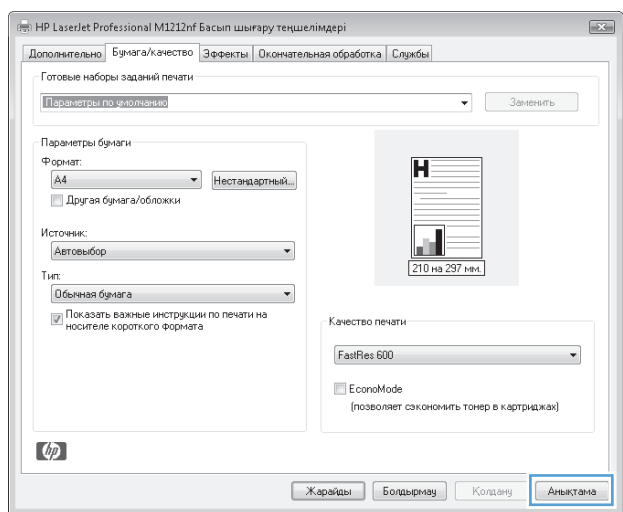 HP LaserJet Professional M1212nf Басып шығару теңшелімдері
Дополнительно Бумага/качество Эффекты Окончательная обработка Службы
Готовые наборы заданий печати
Параметры по умолчанию Заменить
Параметры бумаги
Формат:
A4 Нестандартный...
Другая бумага/обложки
Источник:
Автовыбор
Тип:
Обычная бумага
Показать важные инструкции по печати на
носителе короткого формата
H
210 на 297 мм.
Качество печати
FastRes 600
EconoMode
(позволяет сэкономить тонер в картриджах)
hp
Жарайды Болдырмау Қолдану Анықтама